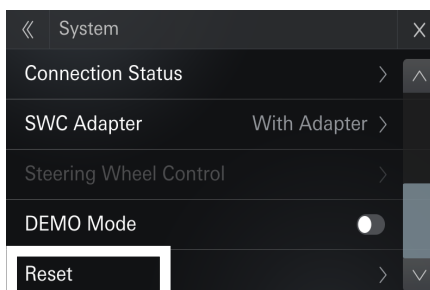 System
Connection Status
SWC Adapter With Adapter
Steering Wheel Control
DEMO Mode
Reset